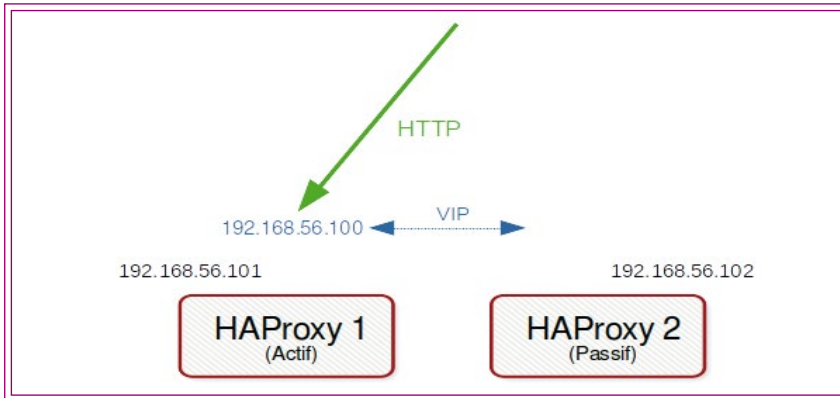 HTTP
192.168.56.100
VIP
192.168.56.101
192.168.56.102
HAProxy 1
(Actif)
HAProxy 2
(Passif)